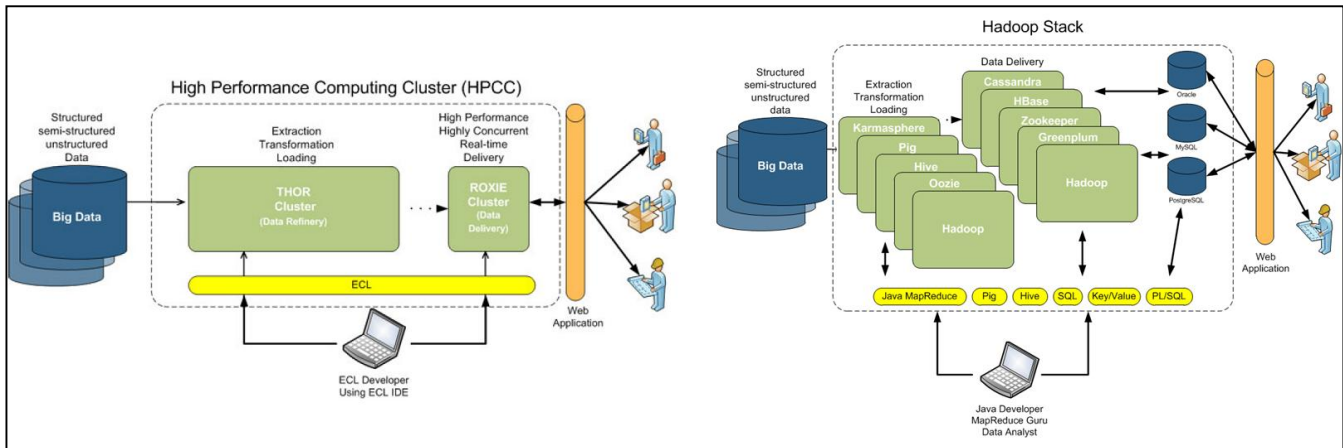 High Performance Computing Cluster (HPCC)
Structured
semi-structured
unstructured
Data
Big Data
Extraction
Transformation
Loading
THOR
Cluster
(Data Refinery)
High Performance
Highly Concurrent
Real-time
Delivery
ROXIE
Cluster
(Data
Delivery)
ECL
Web
Application
ECL Developer
Using ECL IDE
Hadoop Stack
Structured
semi-structured
unstructured
data
Big Data
Extraction
Transformation
Loading
Karmasphere
Pig
Hive
Oozie
Hadoop
Data Delivery
Cassandra
HBase
Zookeeper
Greenplum
Hadoop
Oracle
MySQL
PostgreSQL
Web
Application
Java MapReduce
Pig
Hive
SQL
Key/Value
PL/SQL
Java Developer
MapReduce Guru
Data Analyst